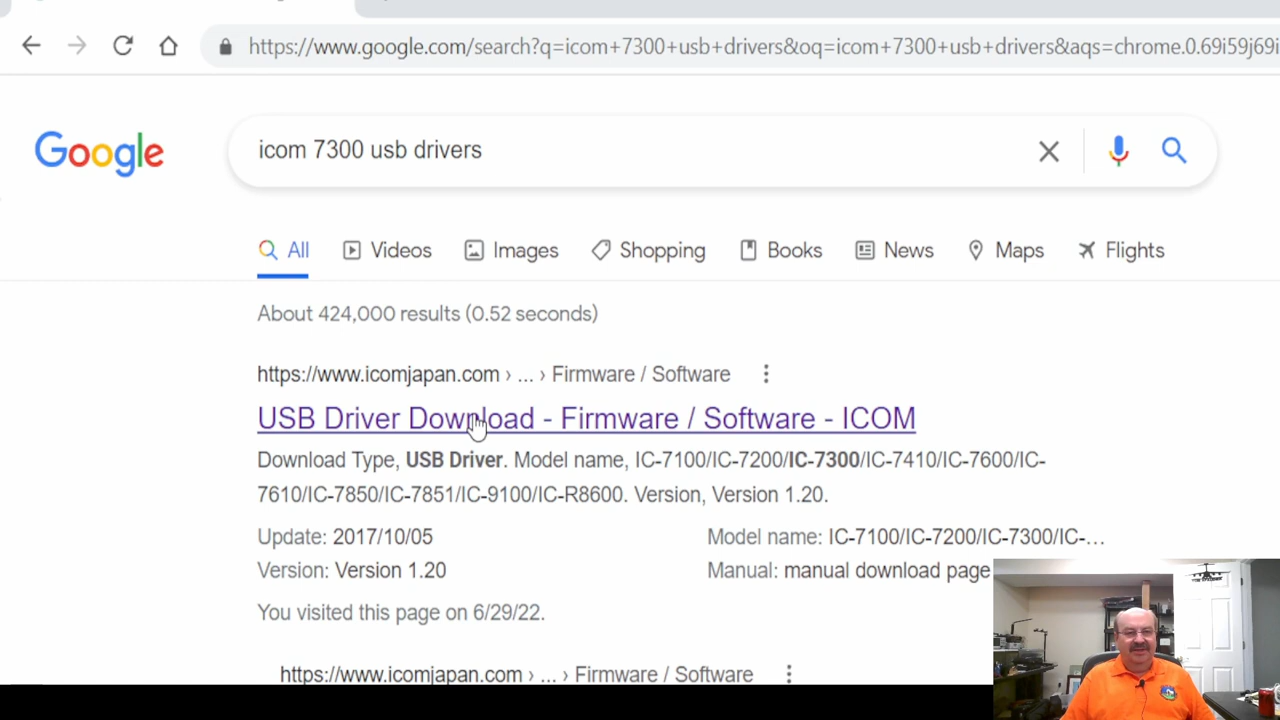 https://www.google.com/search?q=icom+7300+usb+drivers&oq=icom+7300+usb+drivers&aqs=chrome.0.69i59j69i
Google
icom 7300 usb drivers
All Videos Images Shopping Books News Maps Flights
About 424,000 results (0.52 seconds)
https://www.icomjapan.com › ... › Firmware / Software
USB Driver Download - Firmware / Software - ICOM
Download Type, USB Driver. Model name, IC-7100/IC-7200/IC-7300/IC-7410/IC-7600/IC-
7610/IC-7850/IC-7851/IC-9100/IC-R8600. Version, Version 1.20.
Update: 2017/10/05 Model name: IC-7100/IC-7200/IC-7300/IC-...
Version: Version 1.20 Manual: manual download page
You visited this page on 6/29/22.
https://www.icomjapan.com › ... › Firmware / Software